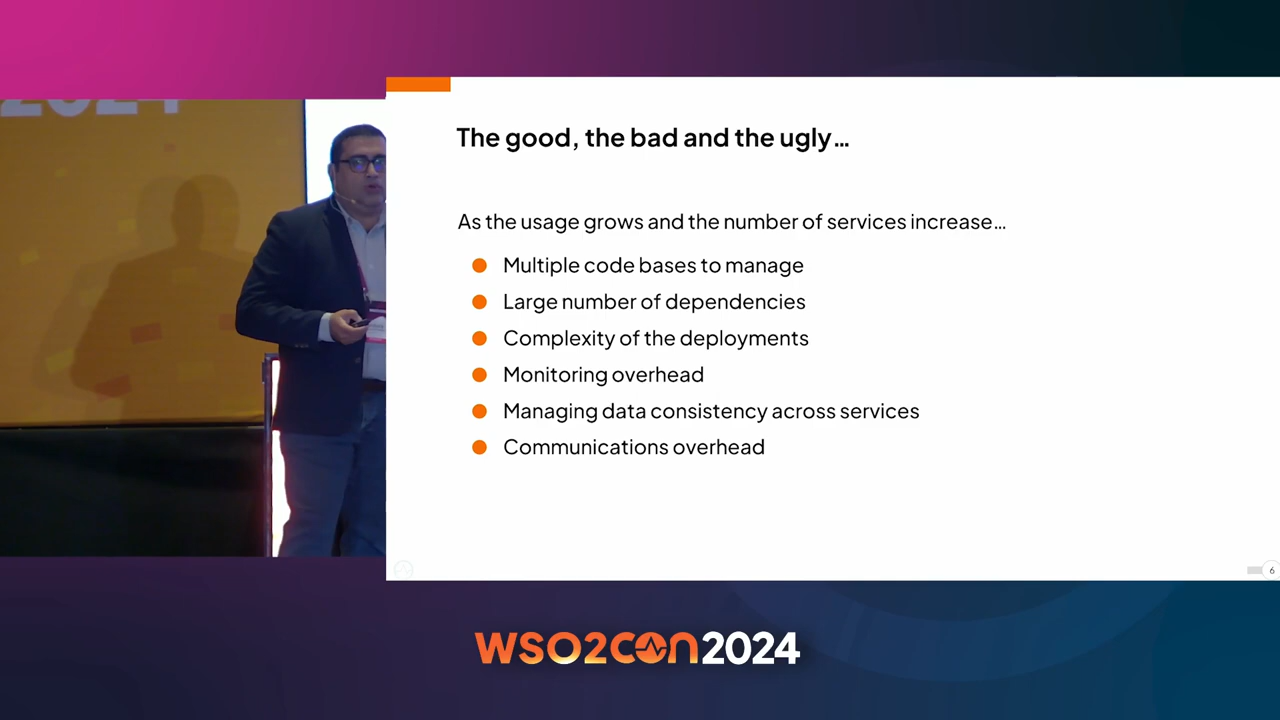 2024
The good, the bad and the ugly…
As the usage grows and the number of services increase…
Multiple code bases to manage
Large number of dependencies
Complexity of the deployments
Monitoring overhead
Managing data consistency across services
Communications overhead
6
WSO2CON2024